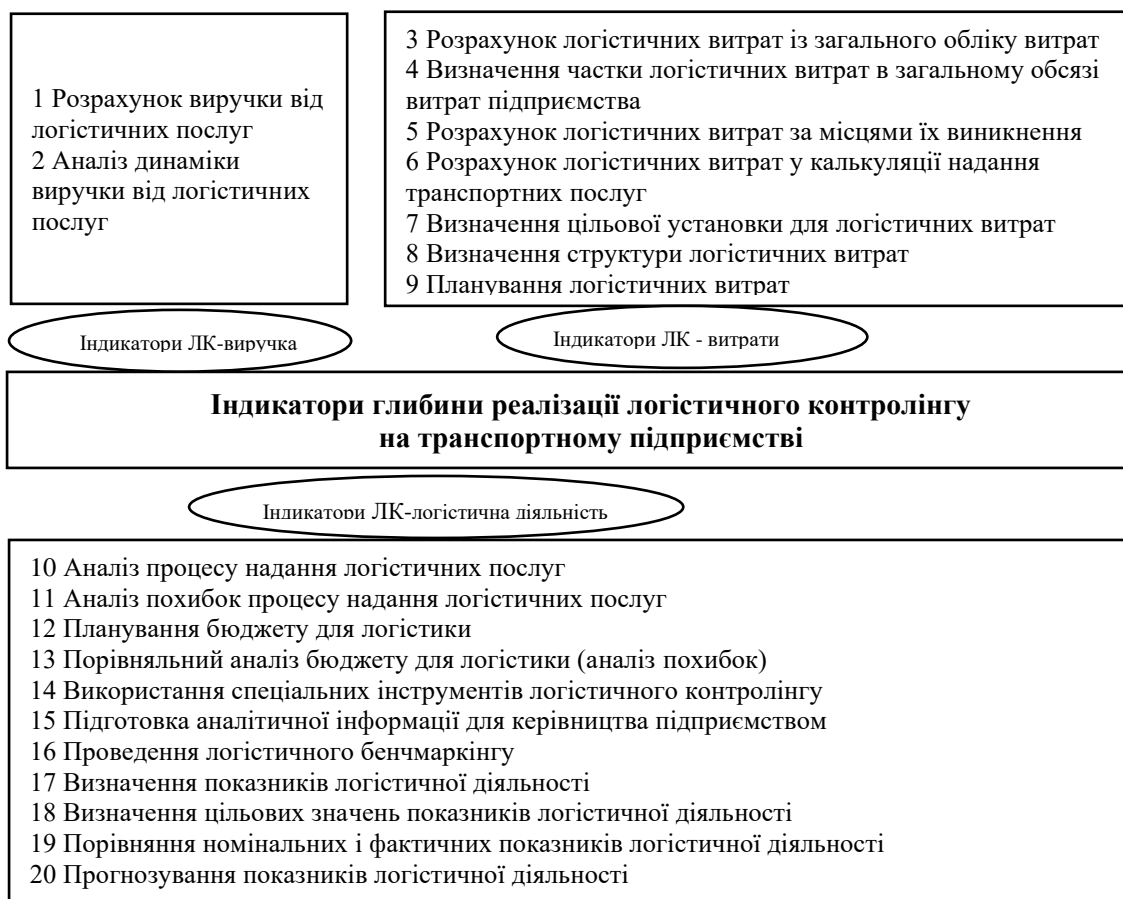 1 Розрахунок виручки від
логістичних послуг
2 Аналіз динаміки
виручки від логістичних
послуг
3 Розрахунок логістичних витрат із загального обліку витрат
4 Визначення частки логістичних витрат в загальному обсязі
витрат підприємства
5 Розрахунок логістичних витрат за місцями їх виникнення
6 Розрахунок логістичних витрат у калькуляції надання
транспортних послуг
7 Визначення цільової установки для логістичних витрат
8 Визначення структури логістичних витрат
9 Планування логістичних витрат
Індикатори ЛК-виручка
Індикатори ЛК - витрати
Індикатори глибини реалізації логістичного контролінгу
на транспортному підприємстві
Індикатори ЛК-логістична діяльність
10 Аналіз процесу надання логістичних послуг
11 Аналіз похибок процесу надання логістичних послуг
12 Планування бюджету для логістики
13 Порівняльний аналіз бюджету для логістики (аналіз похибок)
14 Використання спеціальних інструментів логістичного контролінгу
15 Підготовка аналітичної інформації для керівництва підприємством
16 Проведення логістичного бенчмаркінгу
17 Визначення показників логістичної діяльності
18 Визначення цільових значень показників логістичної діяльності
19 Порівняння номінальних і фактичних показників логістичної діяльності
20 Прогнозування показників логістичної діяльності